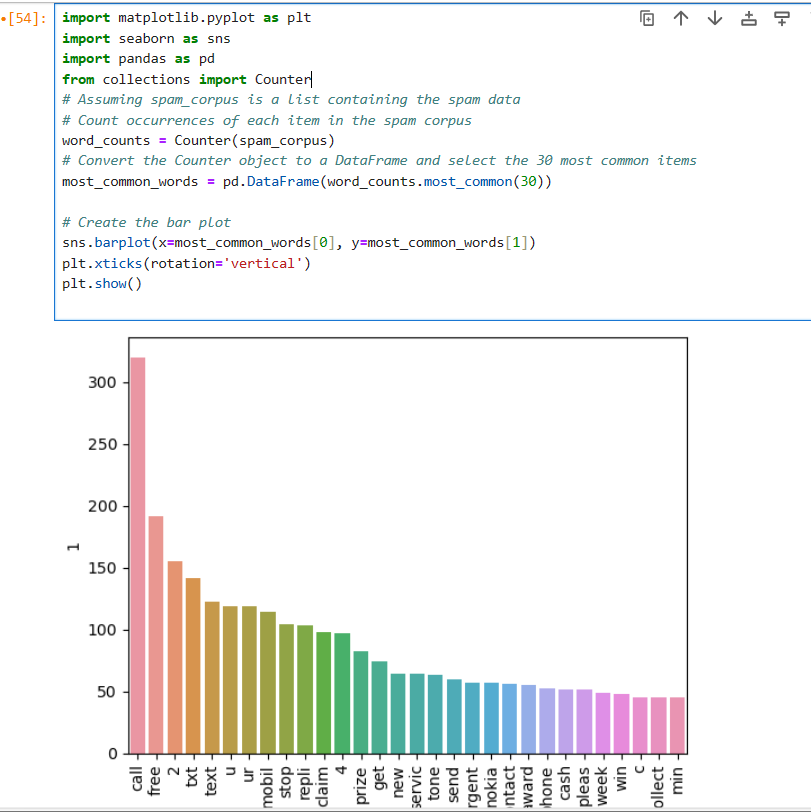 [54]:
import matplotlib.pyplot as plt
import seaborn as sns
import pandas as pd
from collections import Counter
# Assuming spam_corpus is a list containing the spam data
# Count occurrences of each item in the spam corpus
word_counts = Counter(spam_corpus)
# Convert the Counter object to a DataFrame and select the 30 most common items
most_common_words = pd.DataFrame(word_counts.most_common(30))
# Create the bar plot
sns.barplot(x=most_common_words[0], y=most_common_words[1])
plt.xticks(rotation='vertical')
plt.show()
300
250
200
150
100
50
0
1
call
free
2
txt
text
u
ur
mobil
stop
repli
claim
4
prize
get
new
servic
tone
send
rgent
nokia
ntact
ward
hone
cash
pleas
week
win
c
ollect
min